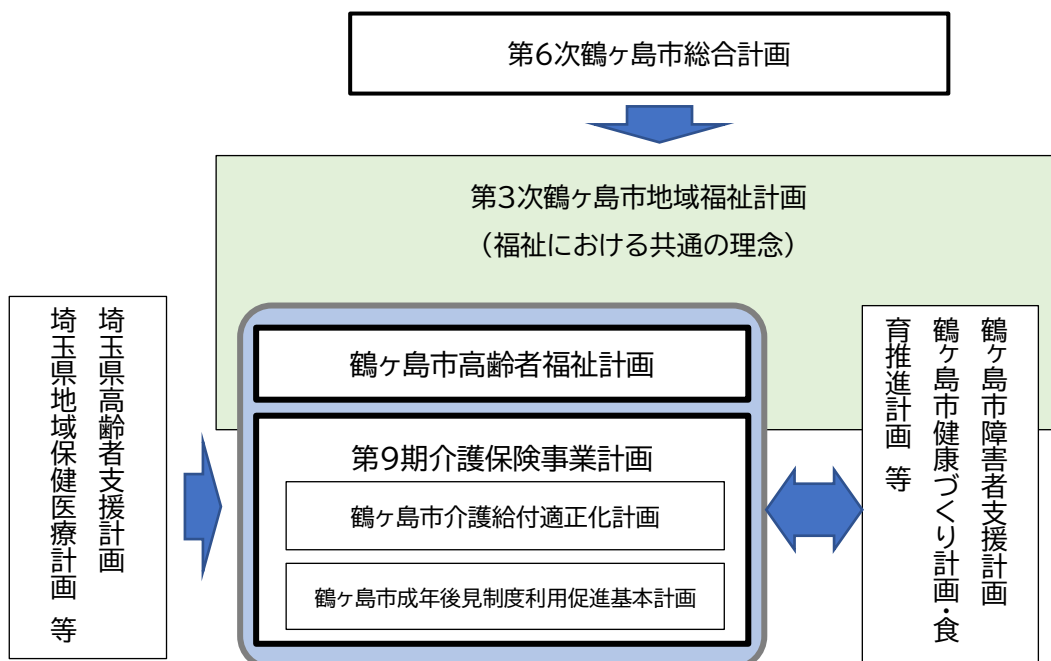 第6次鶴ヶ島市総合計画
第3次鶴ヶ島市地域福祉計画
（福祉における共通の理念）
埼玉県高齢者支援計画
埼玉県地域保健医療計画 等
鶴ヶ島市高齢者福祉計画
第9期介護保険事業計画
鶴ヶ島市介護給付適正化計画
鶴ヶ島市成年後見制度利用促進基本計画
鶴ヶ島市障害者支援計画
鶴ヶ島市健康づくり計画・食
育推進計画 等